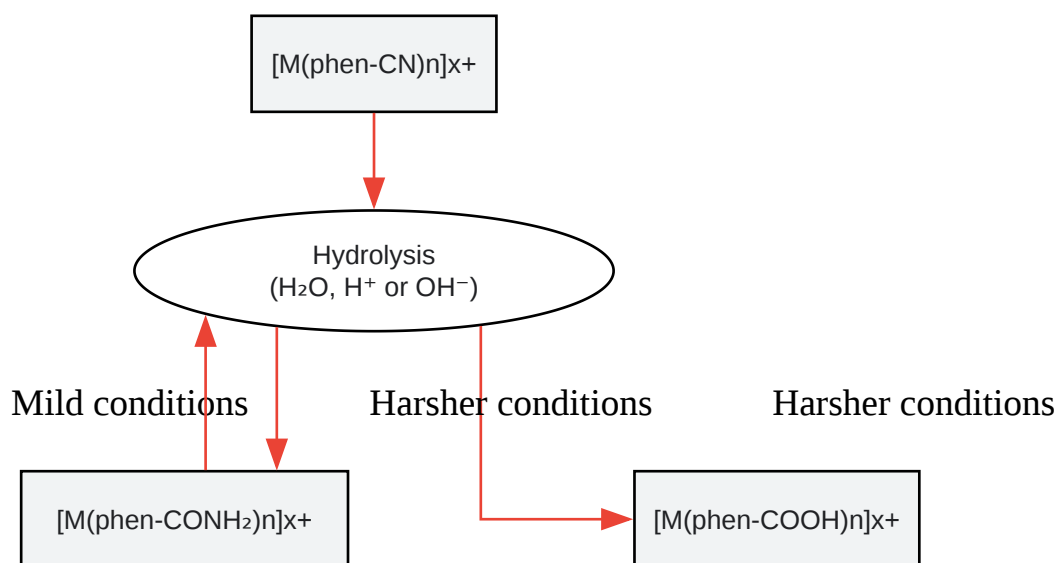 [M(phen-CN)n]x+
Hydrolysis
(H₂O, H⁺ or OH⁻)
Mild conditions
Harsher conditions
Harsher conditions
[M(phen-CONH₂)n]x+
[M(phen-COOH)n]x+